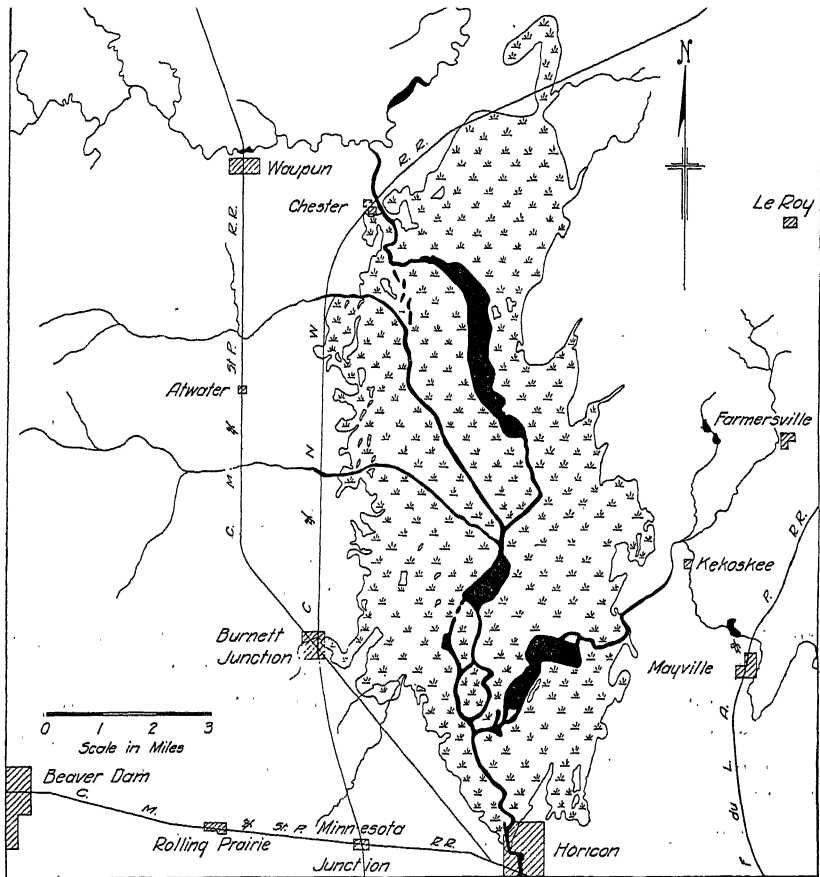 N
Waupun
R. R.
Chester
Le Roy
R.R.
W
St P.
Atwater
&
N
M
C.
&
C
Farmersville
R.R.
Kekoskee
P.
&
Burnett
Junction
Mayville
A.
L.
du
F
0 1 2 3
Scale in Miles
Beaver Dam
C. M. & St P. R.R.
Rolling Prairie
Minnesota
Junction
Horicon